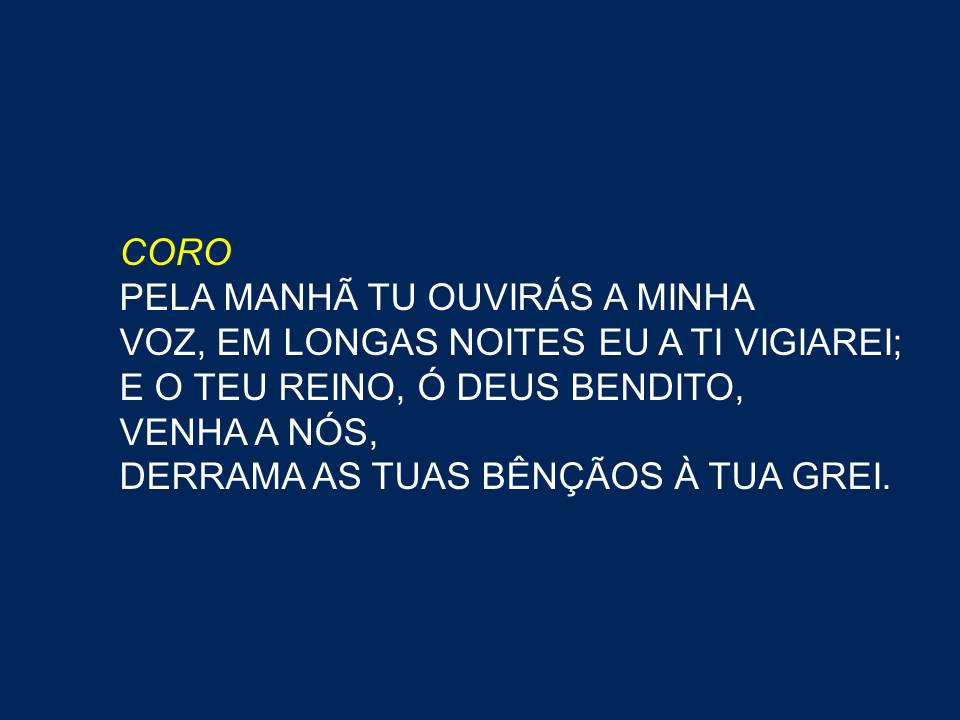 CORO
PELA MANHÃ TU OUVIRÁS A MINHA
VOZ, EM LONGAS NOITES EU A TI VIGIAREI;
E O TEU REINO, Ó DEUS BENDITO,
VENHA A NÓS,
DERRAMA AS TUAS BÊNÇÃOS À TUA GREI.